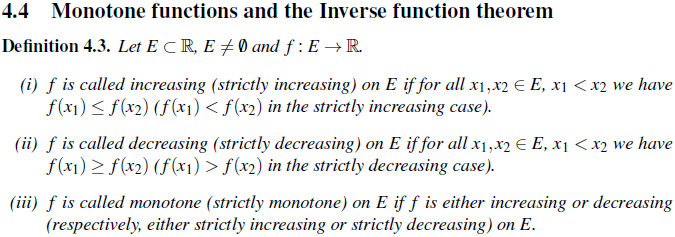 4.4 Monotone functions and the Inverse function theorem
Definition 4.3. Let E ⊂ ℝ, E ≠ ∅ and f : E → ℝ.
(i) f is called increasing (strictly increasing) on E if for all x₁,x₂ ∈ E, x₁ < x₂ we have
f(x₁) ≤ f(x₂) (f(x₁) < f(x₂) in the strictly increasing case).
(ii) f is called decreasing (strictly decreasing) on E if for all x₁,x₂ ∈ E, x₁ < x₂ we have
f(x₁) ≥ f(x₂) (f(x₁) > f(x₂) in the strictly decreasing case).
(iii) f is called monotone (strictly monotone) on E if f is either increasing or decreasing
(respectively, either strictly increasing or strictly decreasing) on E.